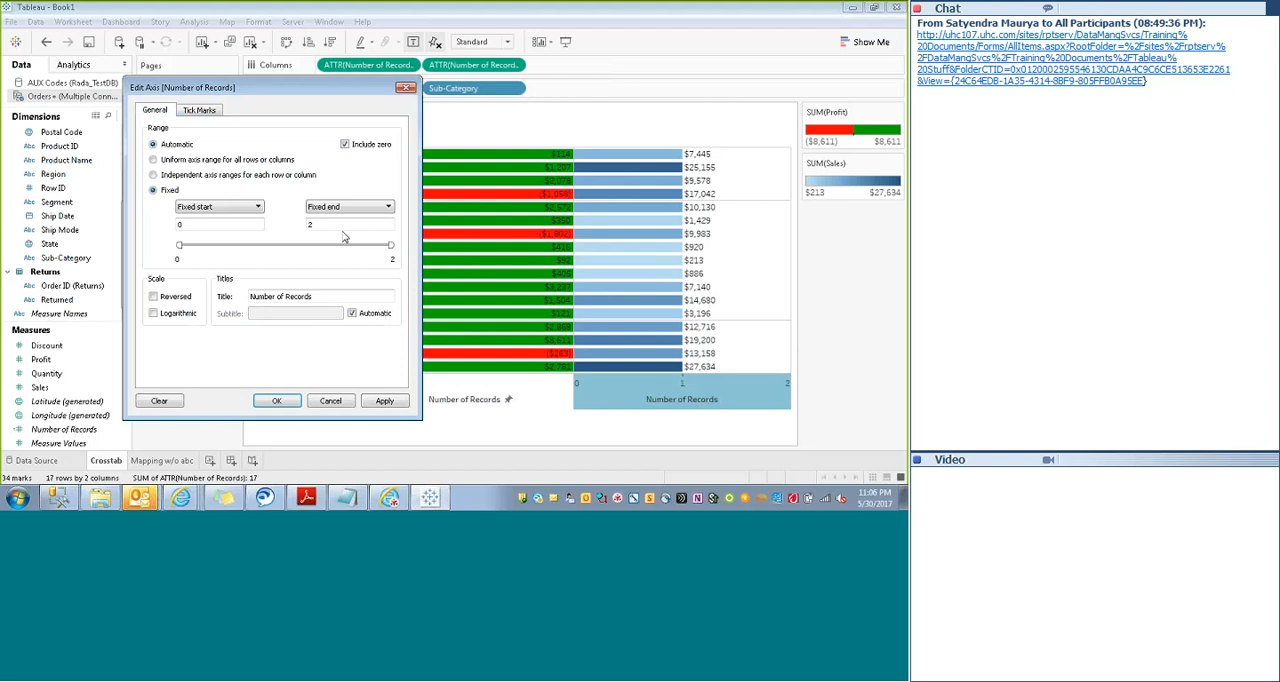 Tableau - Book1
File Data Worksheet Dashboard Story Analysis Map Format Server Window Help
Standard
Show Me
Data Analytics
Pages
Columns ATTR(Number of Record.. ATTR(Number of Record..
Sub-Category
AUX Codes (Rada_TestDB)
Orders+ (Multiple Conn...
Dimensions
Postal Code
Abc Product ID
Abc Product Name
Abc Region
# Row ID
Abc Segment
Ship Date
Abc Ship Mode
State
Abc Sub-Category
Returns
Abc Order ID (Returns)
Abc Returned
Abc Measure Names
Measures
# Discount
# Profit
# Quantity
# Sales
Latitude (generated)
Longitude (generated)
Number of Records
# Measure Values
Edit Axis [Number of Records]
General Tick Marks
Range
Automatic Include zero
Uniform axis range for all rows or columns
Independent axis ranges for each row or column
Fixed
Fixed start Fixed end
0 2
0 2
Scale
Reversed
Logarithmic
Titles
Title: Number of Records
Subtitle: Automatic
Clear OK Cancel Apply
$7,445
$25,155
$9,578
$17,042
$10,130
$1,429
$9,983
$920
$213
$886
$7,140
$14,680
$3,196
$12,716
$19,200
$13,158
$27,634
0 1 2
Number of Records Number of Records
SUM(Profit)
($8,611) $8,611
SUM(Sales)
$213 $27,634
Data Source Crosstab Mapping w/o abc
34 marks 17 rows by 2 columns SUM of ATTR(Number of Records): 17
11:06 PM
5/30/2017
Chat
From Satyendra Maurya to All Participants (08:49:36 PM):
http://uhc107.uhc.com/sites/rptserv/DataMangSvcs/Training%
20Documents/Forms/AllItems.aspx?RootFolder=%2Fsites%2Frptserv%
2FDataMangSvcs%2FTraining%20Documents%2FTableau%
20Stuff&FolderCTID=0x0120002595546130CDAA4C9C6CE513653E2261
&View={24C64EDB-1A35-4314-8BF9-805FFB0A95EE}
Video